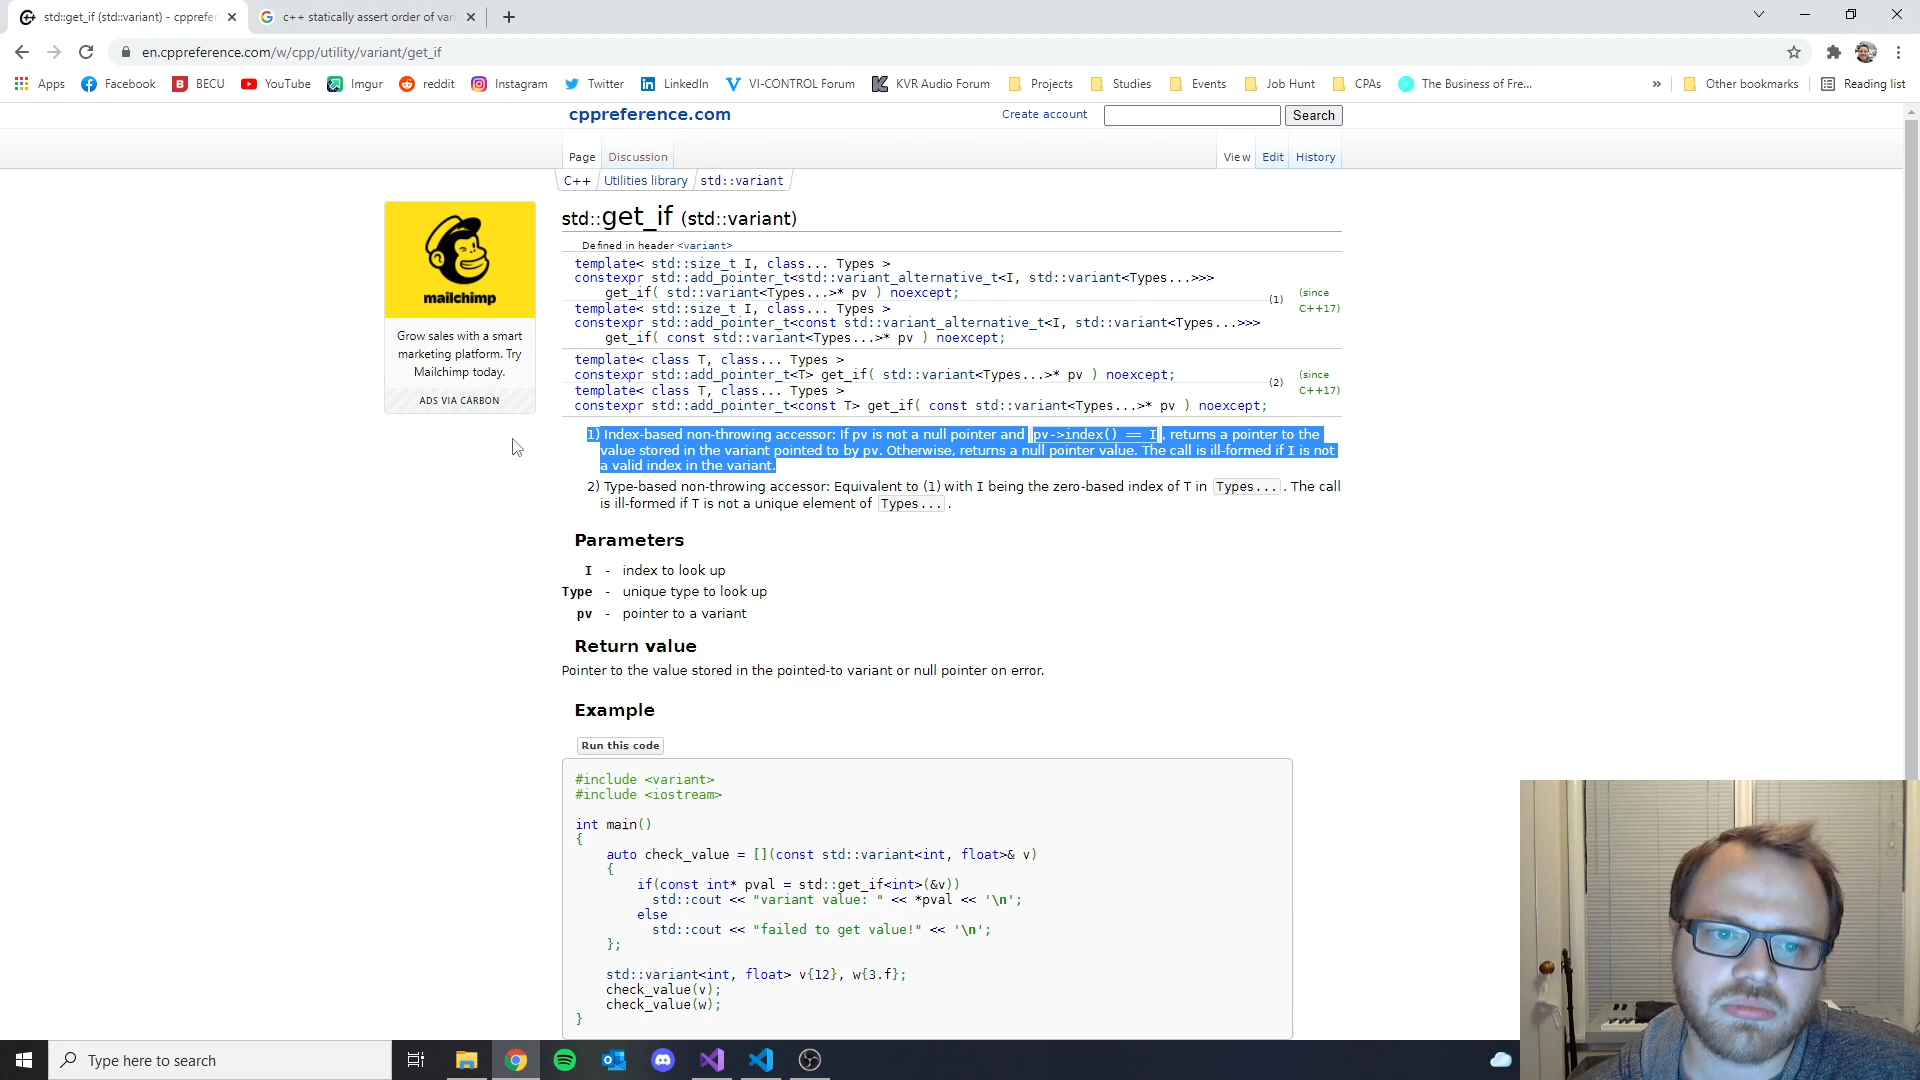 std::get_if (std::variant) - cpprefer
c++ statically assert order of vari
en.cppreference.com/w/cpp/utility/variant/get_if
Apps Facebook BECU YouTube Imgur reddit Instagram Twitter LinkedIn VI-CONTROL Forum KVR Audio Forum Projects Studies Events Job Hunt CPAs The Business of Fre... » Other bookmarks Reading list
cppreference.com
Create account
Search
Page Discussion
View Edit History
C++ Utilities library std::variant
mailchimp
Grow sales with a smart
marketing platform. Try
Mailchimp today.
ADS VIA CARBON
std::get_if (std::variant)
Defined in header <variant>
template< std::size_t I, class... Types >
constexpr std::add_pointer_t<std::variant_alternative_t<I, std::variant<Types...>>>
get_if( std::variant<Types...>* pv ) noexcept;
template< std::size_t I, class... Types >
constexpr std::add_pointer_t<const std::variant_alternative_t<I, std::variant<Types...>>>
get_if( const std::variant<Types...>* pv ) noexcept;
(1)
(since
C++17)
template< class T, class... Types >
constexpr std::add_pointer_t<T> get_if( std::variant<Types...>* pv ) noexcept;
template< class T, class... Types >
constexpr std::add_pointer_t<const T> get_if( const std::variant<Types...>* pv ) noexcept;
(2)
(since
C++17)
1) Index-based non-throwing accessor: If pv is not a null pointer and pv->index() == I, returns a pointer to the
value stored in the variant pointed to by pv. Otherwise, returns a null pointer value. The call is ill-formed if I is not
a valid index in the variant.
2) Type-based non-throwing accessor: Equivalent to (1) with I being the zero-based index of T in Types.... The call
is ill-formed if T is not a unique element of Types....
Parameters
I - index to look up
Type - unique type to look up
pv - pointer to a variant
Return value
Pointer to the value stored in the pointed-to variant or null pointer on error.
Example
Run this code
#include <variant>
#include <iostream>
int main()
{
auto check_value = [](const std::variant<int, float>& v)
{
if(const int* pval = std::get_if<int>(&v))
std::cout << "variant value: " << *pval << '\n';
else
std::cout << "failed to get value!" << '\n';
};
std::variant<int, float> v{12}, w{3.f};
check_value(v);
check_value(w);
}
Type here to search